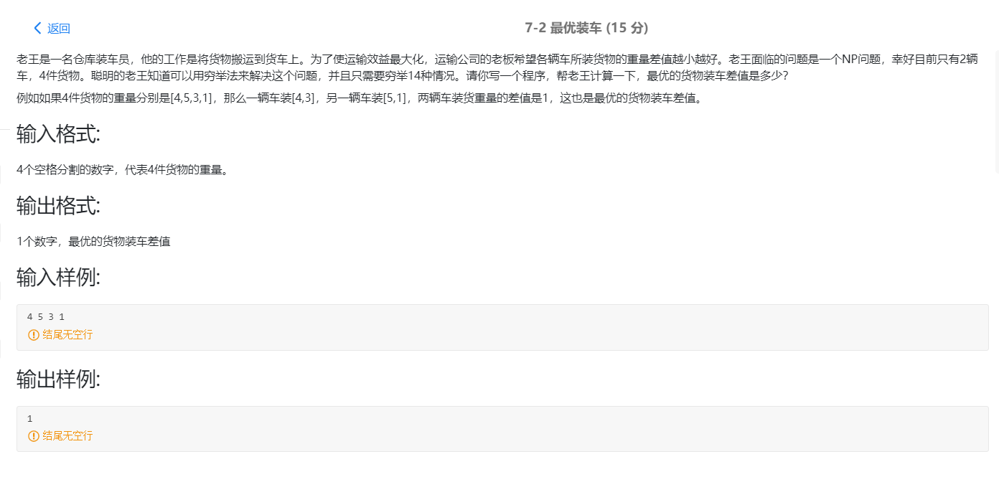 返回
7-2 最优装车 (15 分)
老王是一名仓库装车员，他的工作是将货物搬运到货车上。为了使运输效益最大化，运输公司的老板希望各辆车所装货物的重量差值越小越好。老王面临的问题是一个NP问题，幸好目前只有2辆
车，4件货物。聪明的老王知道可以用穷举法来解决这个问题，并且只需要穷举14种情况。请你写一个程序，帮老王计算一下，最优的货物装车差值是多少？
例如如果4件货物的重量分别是[4,5,3,1]，那么一辆车装[4,3]，另一辆车装[5,1]，两辆车装货重量的差值是1，这也是最优的货物装车差值。
输入格式:
4个空格分割的数字，代表4件货物的重量。
输出格式:
1个数字，最优的货物装车差值
输入样例:
4 5 3 1
结尾无空行
输出样例:
1
结尾无空行